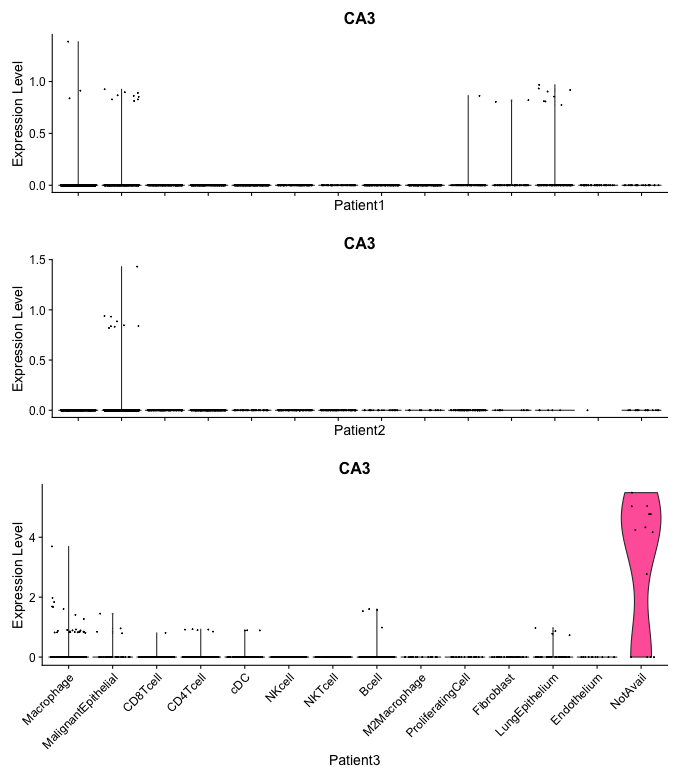 CA3
Expression Level
1.0
0.5
0.0
Patient1
CA3
Expression Level
1.5
1.0
0.5
0.0
Patient2
CA3
Expression Level
4
2
0
Macrophage
MalignantEpithelial
CD8Tcell
CD4Tcell
cDC
NKcell
NKTcell
Bcell
M2Macrophage
ProliferatingCell
Fibroblast
LungEpithelium
Endothelium
NotAvail
Patient3